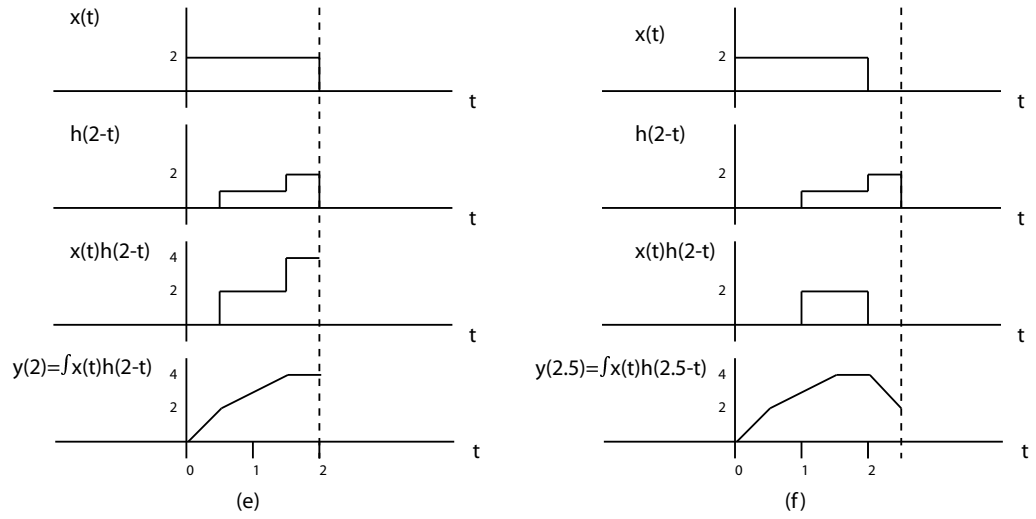 x(t)
2
t
h(2-t)
2
t
x(t)h(2-t)
4
2
t
y(2)=∫x(t)h(2-t)
4
2
t
0 1 2
(e)
x(t)
2
t
h(2-t)
2
t
x(t)h(2-t)
2
t
y(2.5)=∫x(t)h(2.5-t)
4
2
t
0 1 2
(f)